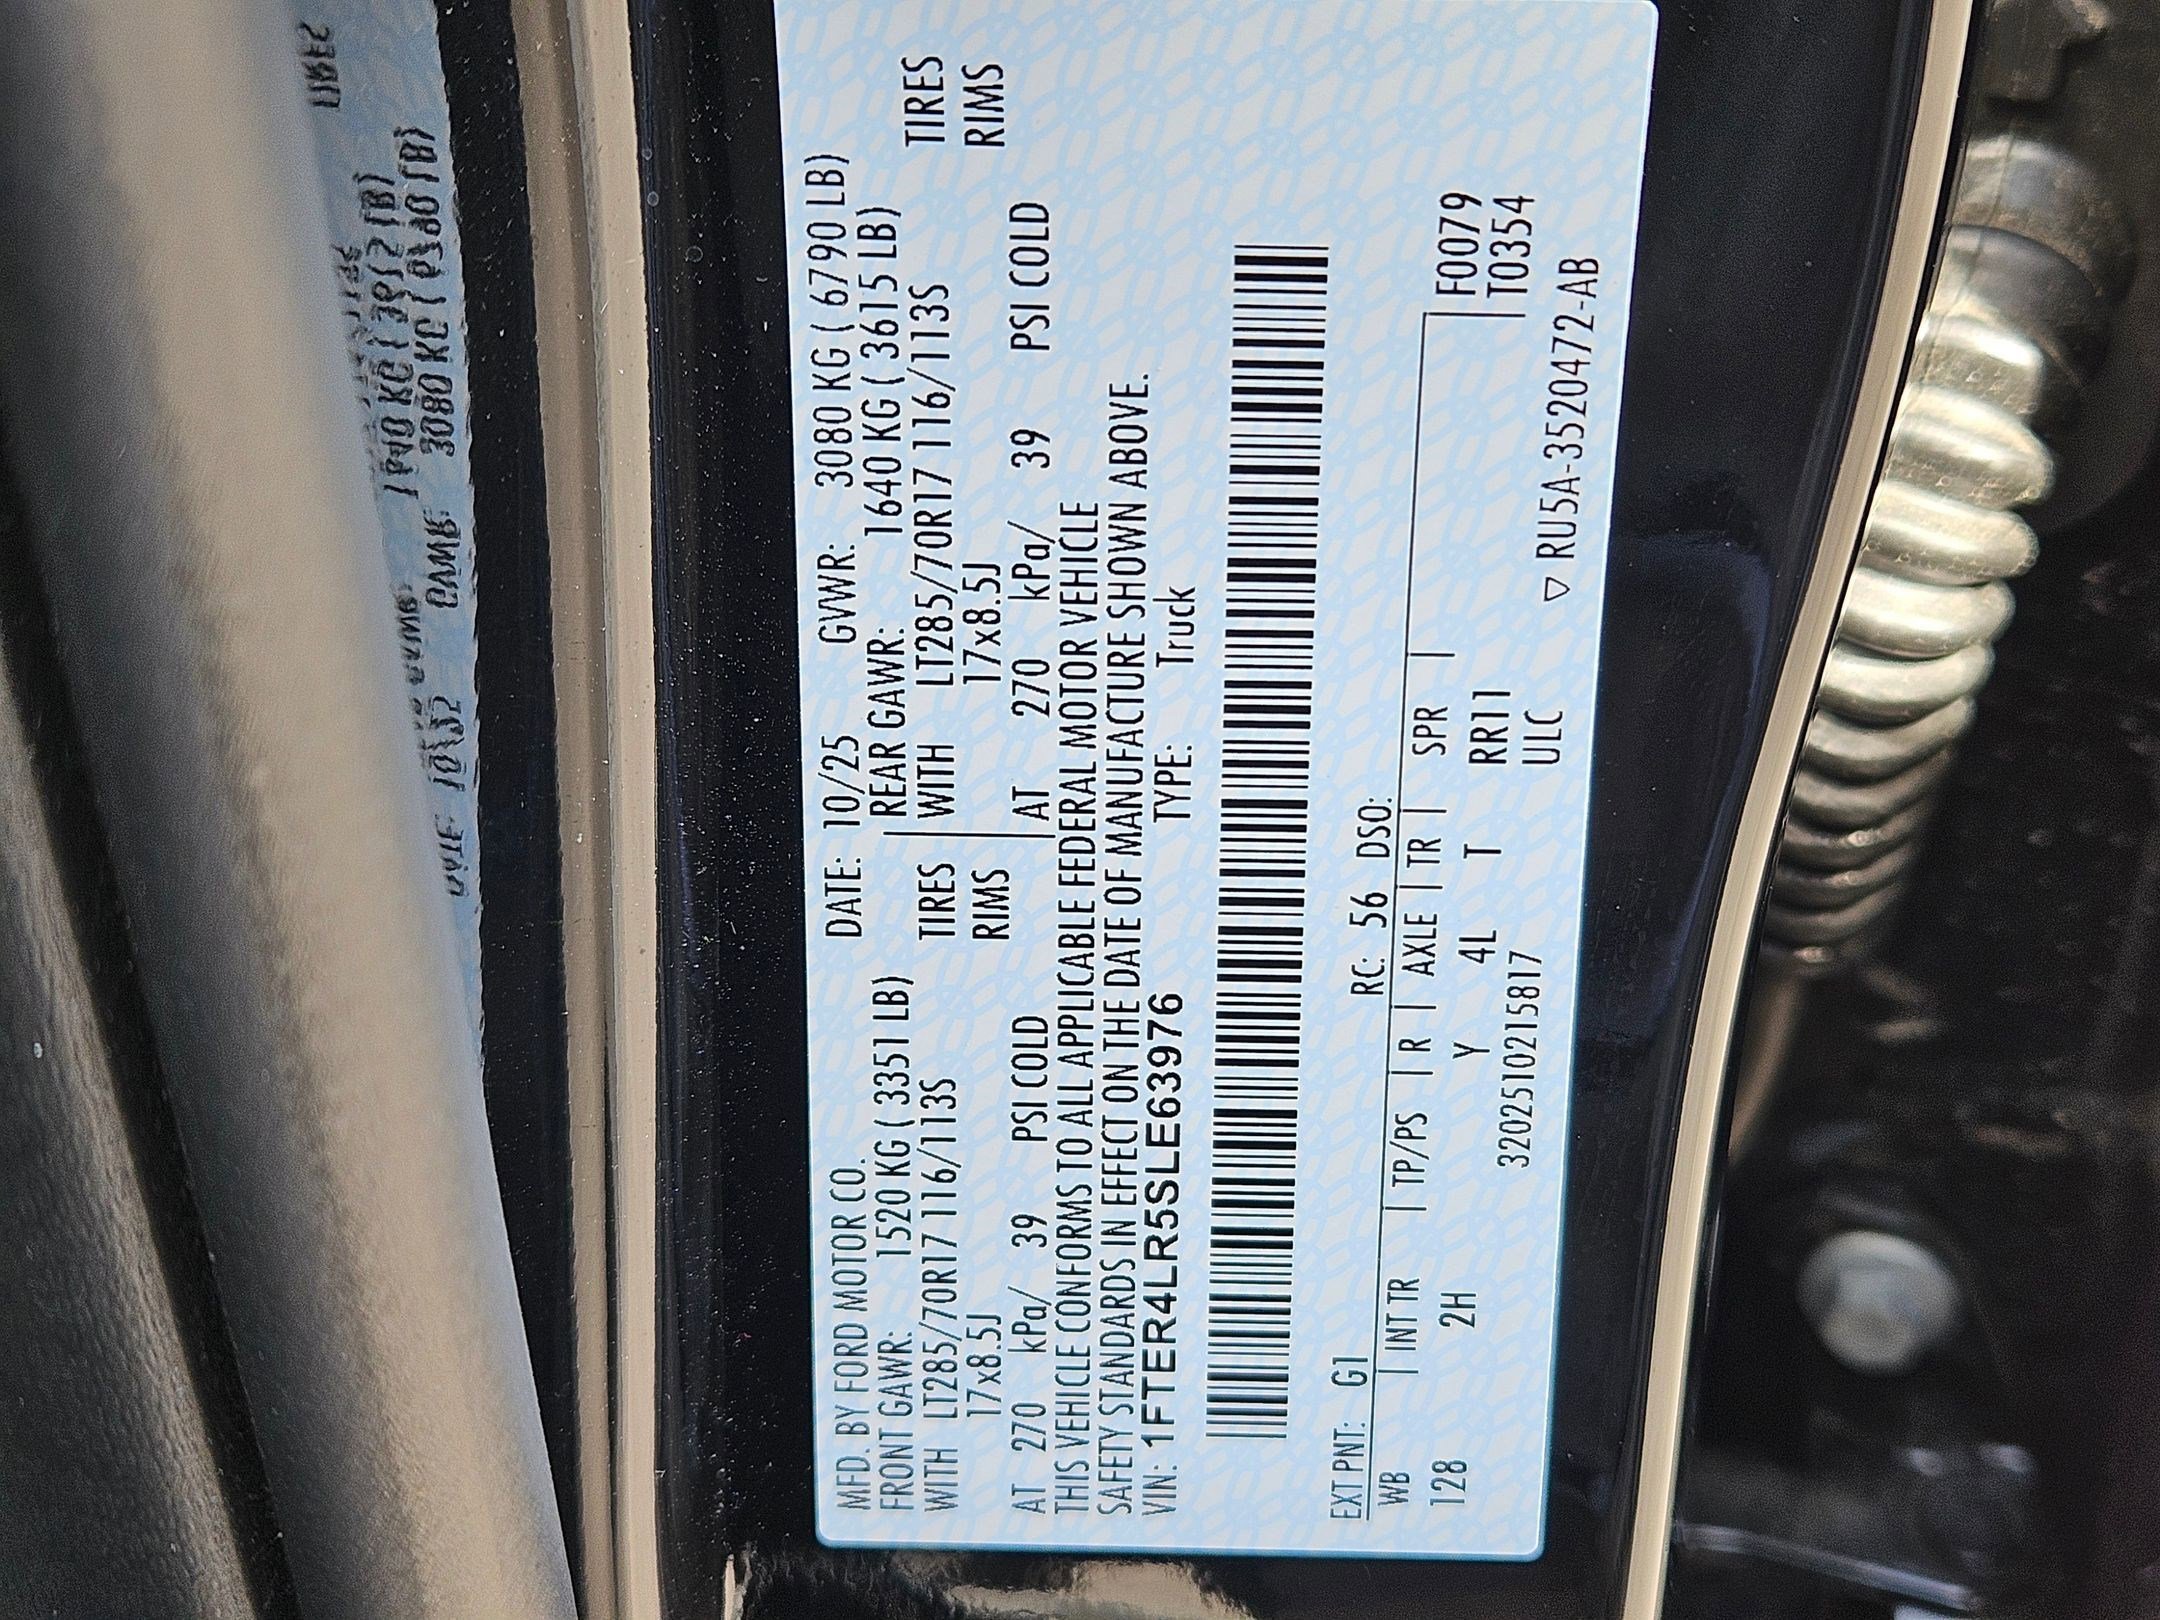 MFD. BY FORD MOTOR CO. DATE: 10/25 GVWR: 3080 KG ( 6790 LB)
FRONT GAWR: 1520 KG ( 3351 LB) REAR GAWR: 1640 KG ( 3615 LB)
WITH LT285/70R17 116/113S TIRES WITH LT285/70R17 116/113S TIRES
17x8.5J RIMS 17x8.5J RIMS
AT 270 kPa/ 39 PSI COLD AT 270 kPa/ 39 PSI COLD
THIS VEHICLE CONFORMS TO ALL APPLICABLE FEDERAL MOTOR VEHICLE
SAFETY STANDARDS IN EFFECT ON THE DATE OF MANUFACTURE SHOWN ABOVE.
VIN: 1FTER4LR5SLE63976 TYPE: Truck
EXT PNT: G1 RC: 56 DSO:
WB | INT TR | TP/PS | R | AXLE | TR | SPR |
128 2H Y 4L T RR11 F0079
3202510215817 ULC T0354
▽ RU5A-3520472-AB